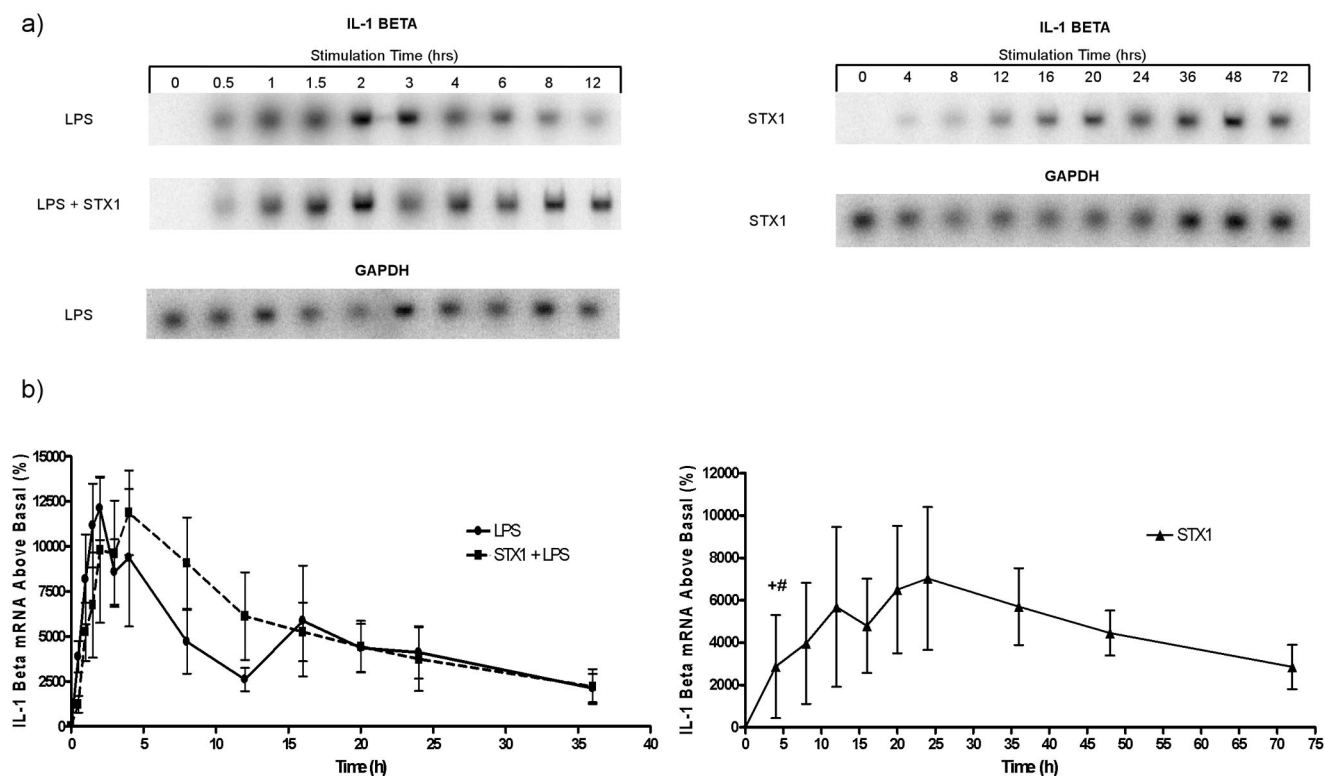 a)
IL-1 BETA
Stimulation Time (hrs)
0 0.5 1 1.5 2 3 4 6 8 12
LPS
LPS + STX1
GAPDH
LPS
IL-1 BETA
Stimulation Time (hrs)
0 4 8 12 16 20 24 36 48 72
STX1
GAPDH
STX1
b)
IL-1 Beta mRNA Above Basal (%)
15000
12500
10000
7500
5000
2500
0
0 5 10 15 20 25 30 35 40
Time (h)
LPS
STX1 + LPS
IL-1 Beta mRNA Above Basal (%)
12000
10000
8000
6000
4000
2000
0
+#
STX1
0 5 10 15 20 25 30 35 40 45 50 55 60 65 70 75
Time (h)